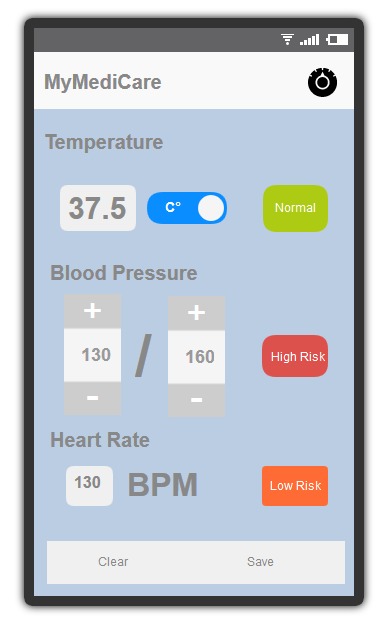 MyMediCare
Temperature
37.5 C° Normal
Blood Pressure
+ +
130 / 160 High Risk
- -
Heart Rate
130 BPM Low Risk
Clear Save